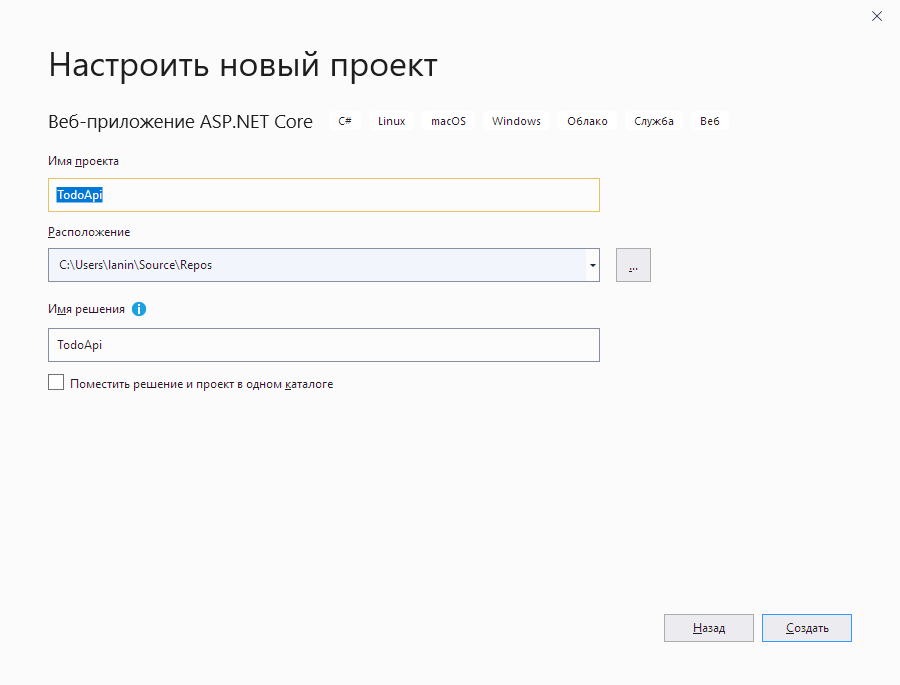 Настроить новый проект
Веб-приложение ASP.NET Core C# Linux macOS Windows Облако Служба Веб
Имя проекта
TodoApi
Расположение
C:\Users\lanin\Source\Repos
...
Имя решения
TodoApi
Поместить решение и проект в одном каталоге
Назад Создать